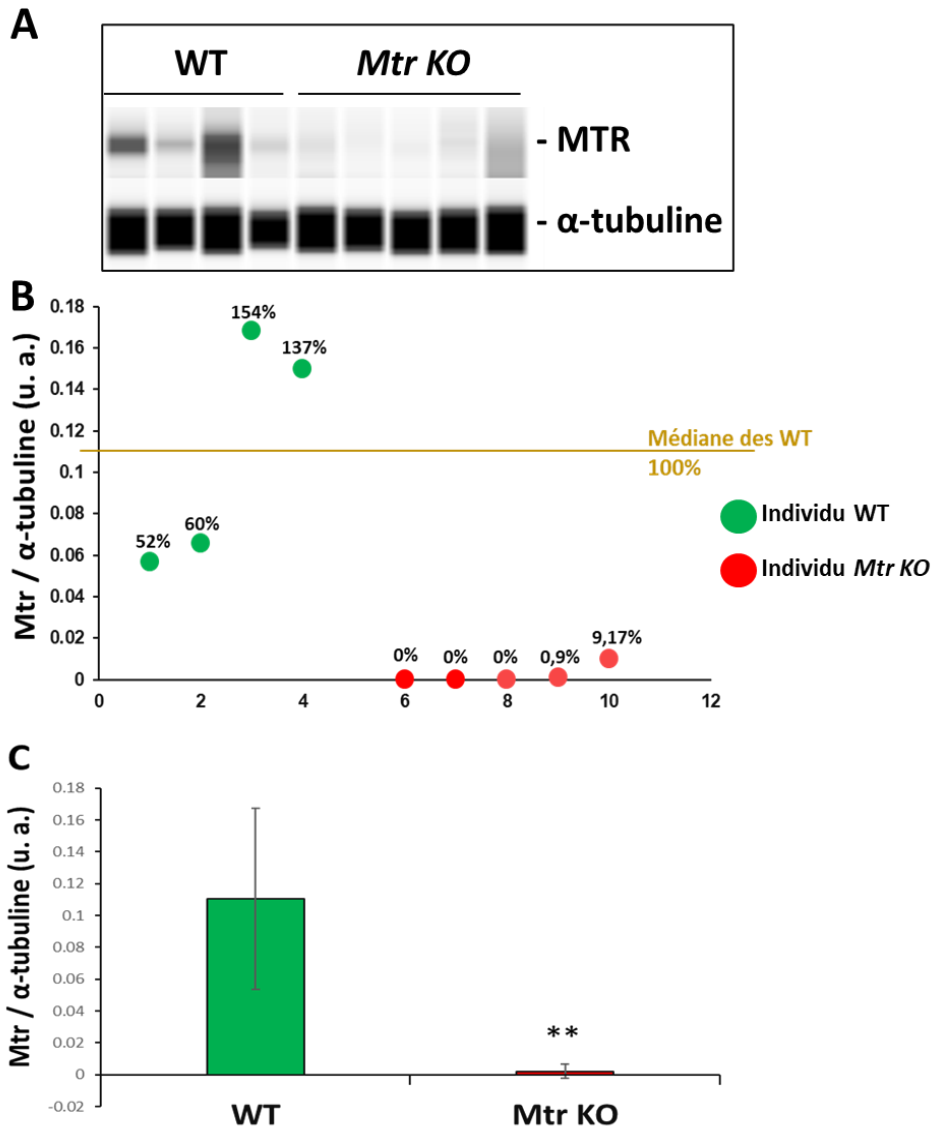 A
WT
Mtr KO
- MTR
- α-tubuline
B
Mtr / α-tubuline (u. a.)
0.18
0.16
0.14
0.12
0.1
0.08
0.06
0.04
0.02
0
154%
137%
Médiane des WT
100%
52%
60%
Individu WT
Individu Mtr KO
0%
0%
0%
0,9%
9,17%
0
2
4
6
8
10
12
C
Mtr / α-tubuline (u. a.)
0.18
0.16
0.14
0.12
0.1
0.08
0.06
0.04
0.02
0
-0.02
**
WT
Mtr KO